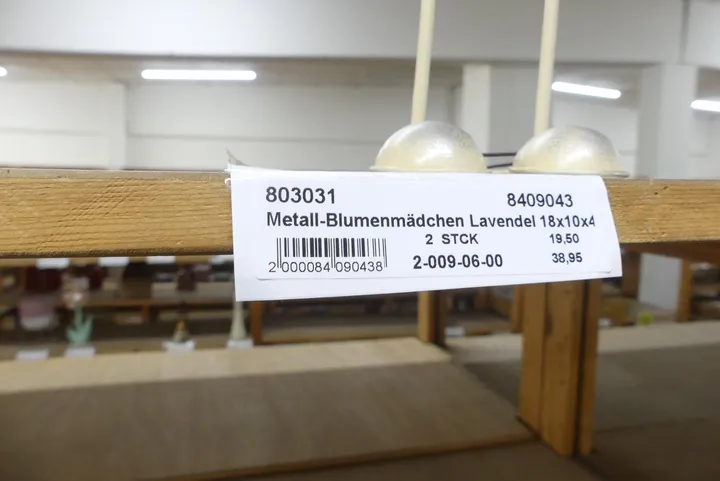 803031 8409043
Metall-Blumenmädchen Lavendel 18x10x4
2 STCK 19,50
2 000084 090438 2-009-06-00 38,95